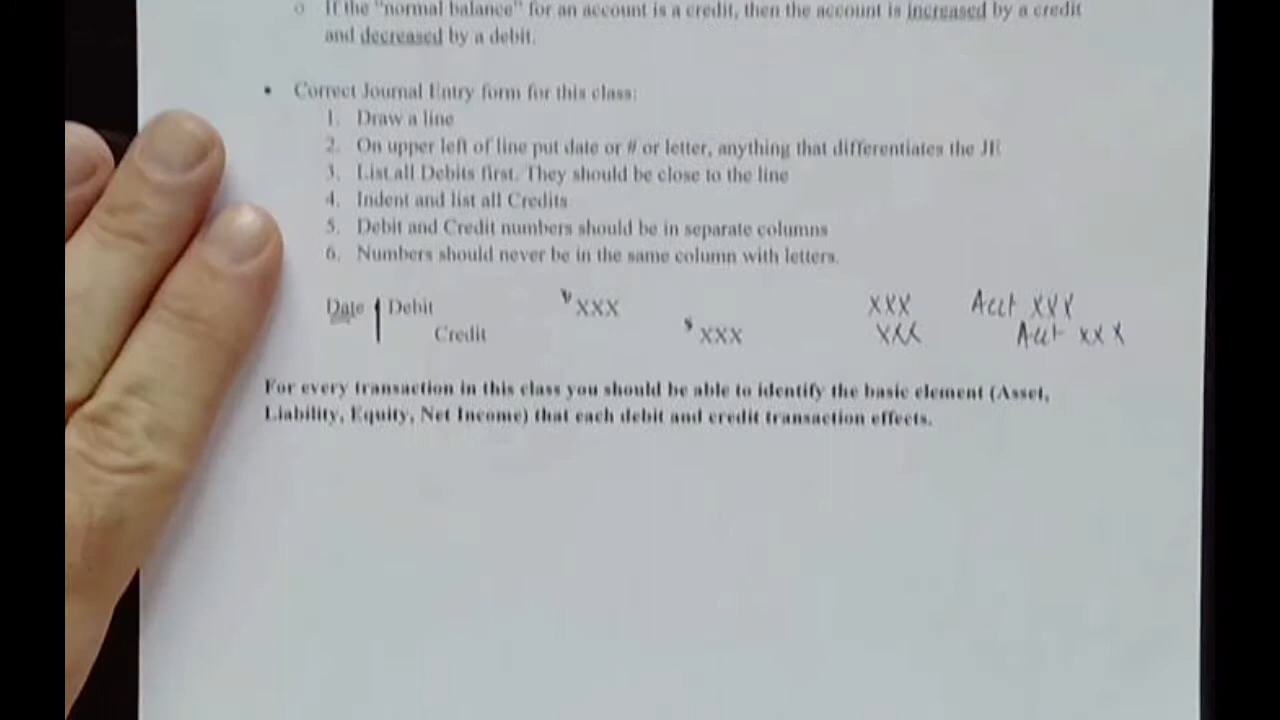 o If the "normal balance" for an account is a credit, then the account is increased by a credit
and decreased by a debit.
• Correct Journal Entry form for this class:
1. Draw a line
2. On upper left of line put date or # or letter, anything that differentiates the JE
3. List all Debits first. They should be close to the line
4. Indent and list all Credits
5. Debit and Credit numbers should be in separate columns
6. Numbers should never be in the same column with letters.
Date Debit XXX XXX Acct XXX
Credit $ XXX XXX Acct XXX
For every transaction in this class you should be able to identify the basic element (Asset,
Liability, Equity, Net Income) that each debit and credit transaction effects.